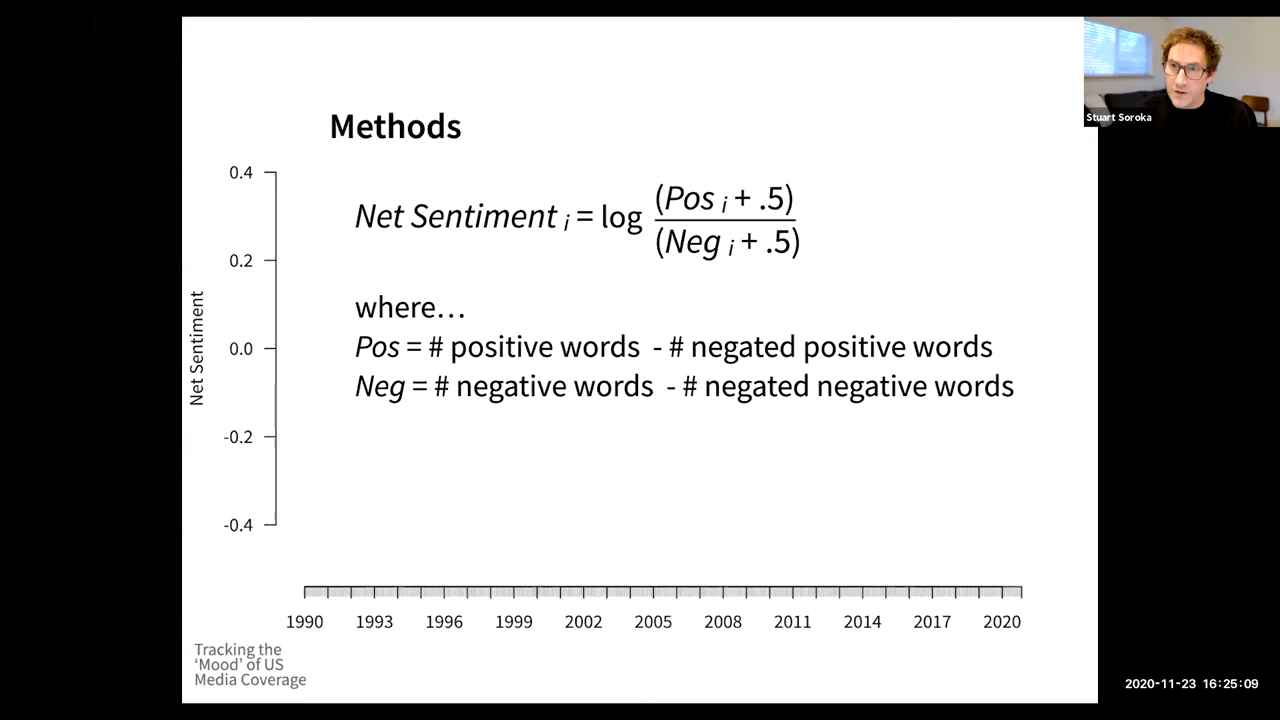 Methods
Net Sentiment i = log (Pos i + .5)
(Neg i + .5)
where…
Pos = # positive words - # negated positive words
Neg = # negative words - # negated negative words
Net Sentiment
0.4
0.2
0.0
-0.2
-0.4
1990 1993 1996 1999 2002 2005 2008 2011 2014 2017 2020
Tracking the
‘Mood’ of US
Media Coverage
Stuart Soroka
2020-11-23 16:25:09